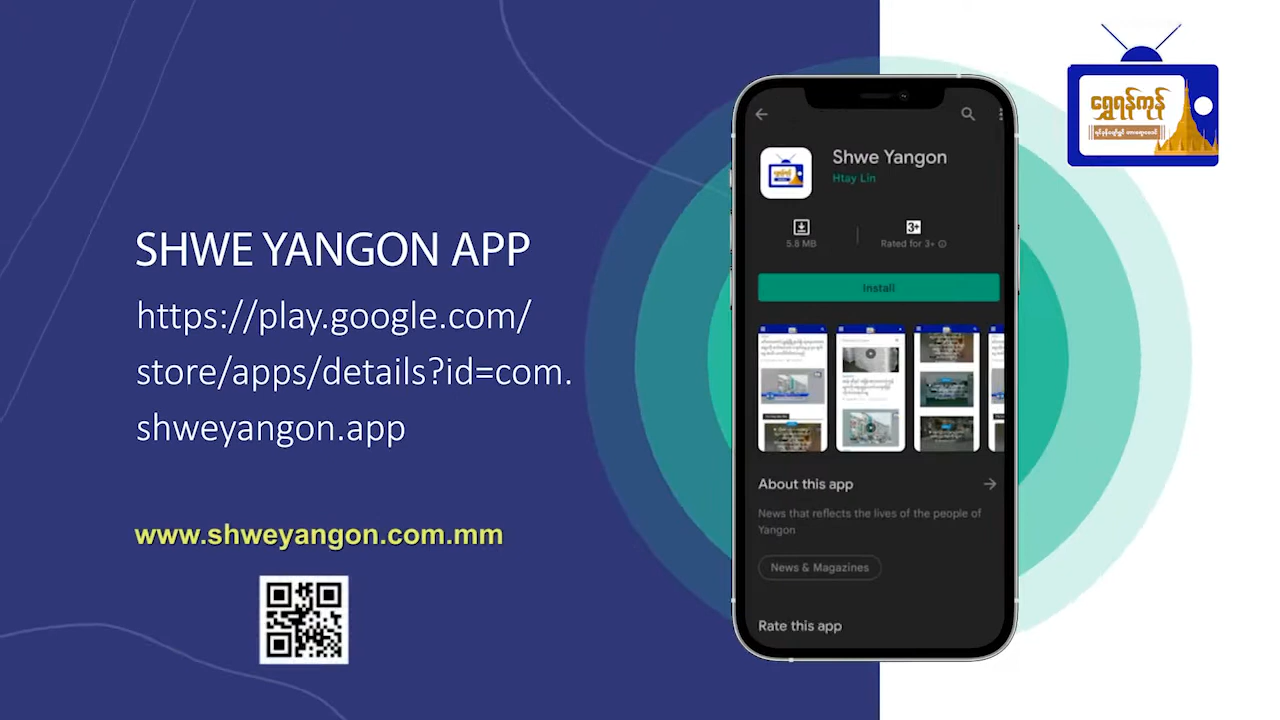 ရွှေရန်ကုန်
SHWE YANGON APP
https://play.google.com/
store/apps/details?id=com.
shweyangon.app
www.shweyangon.com.mm
Shwe Yangon
Htay Lin
5.8 MB
3+
Rated for 3+
Install
About this app
News that reflects the lives of the people of
Yangon
News & Magazines
Rate this app